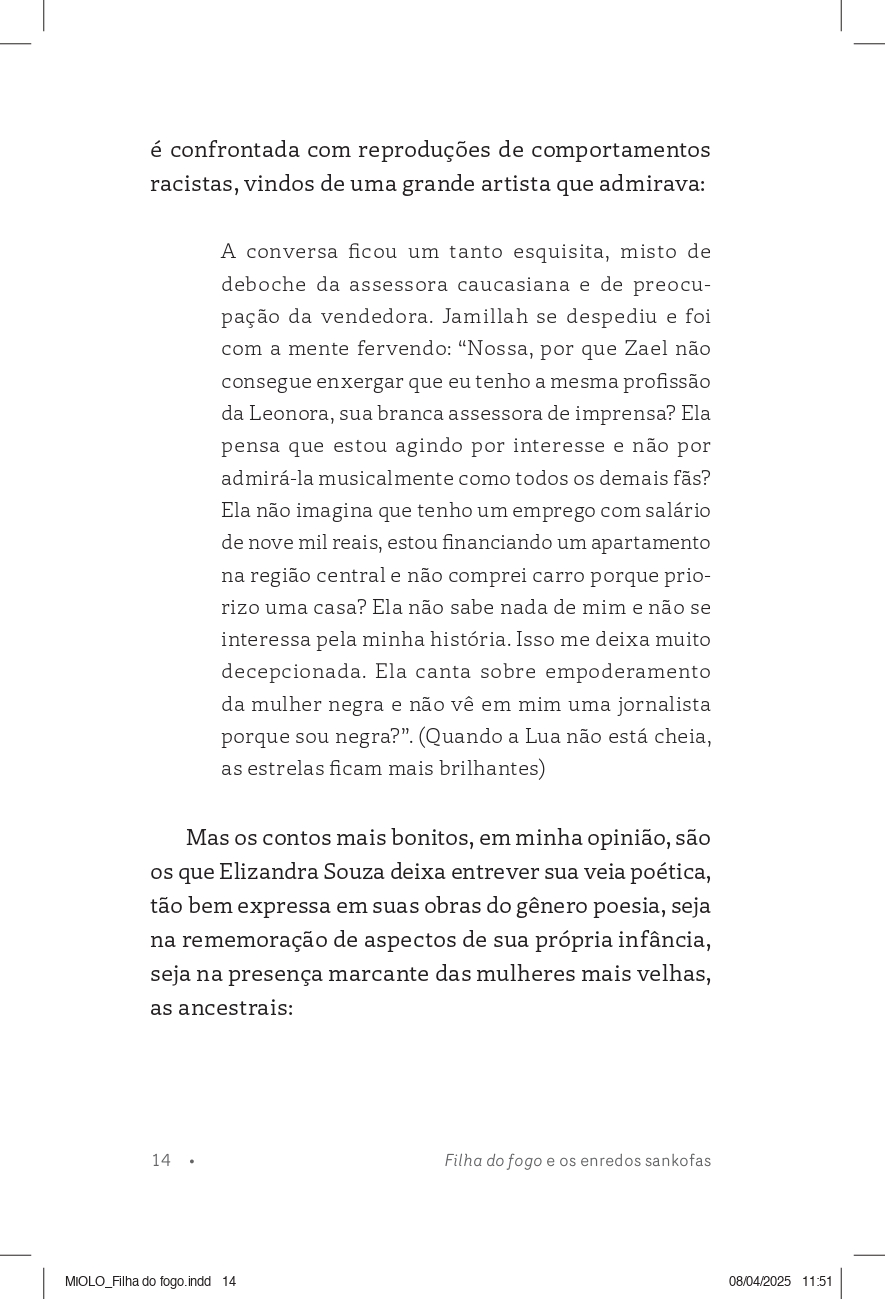 é confrontada com reproduções de comportamentos
racistas, vindos de uma grande artista que admirava:
A conversa ficou um tanto esquisita, misto de
deboche da assessora caucasiana e de preocu-
pação da vendedora. Jamillah se despediu e foi
com a mente fervendo: “Nossa, por que Zael não
consegue enxergar que eu tenho a mesma profissão
da Leonora, sua branca assessora de imprensa? Ela
pensa que estou agindo por interesse e não por
admirá-la musicalmente como todos os demais fãs?
Ela não imagina que tenho um emprego com salário
de nove mil reais, estou financiando um apartamento
na região central e não comprei carro porque prio-
rizo uma casa? Ela não sabe nada de mim e não se
interessa pela minha história. Isso me deixa muito
decepcionada. Ela canta sobre empoderamento
da mulher negra e não vê em mim uma jornalista
porque sou negra?”. (Quando a Lua não está cheia,
as estrelas ficam mais brilhantes)
Mas os contos mais bonitos, em minha opinião, são
os que Elizandra Souza deixa entrever sua veia poética,
tão bem expressa em suas obras do gênero poesia, seja
na rememoração de aspectos de sua própria infância,
seja na presença marcante das mulheres mais velhas,
as ancestrais:
14 • Filha do fogo e os enredos sankofas
MIOLO_Filha do fogo.indd 14 08/04/2025 11:51